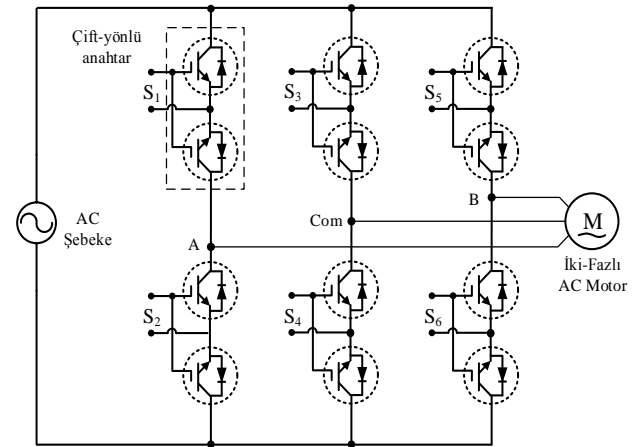 Çift-yönlü
anahtar
S1
S3
S5
AC
Şebeke
A
Com
B
M
İki-Fazlı
AC Motor
S2
S4
S6